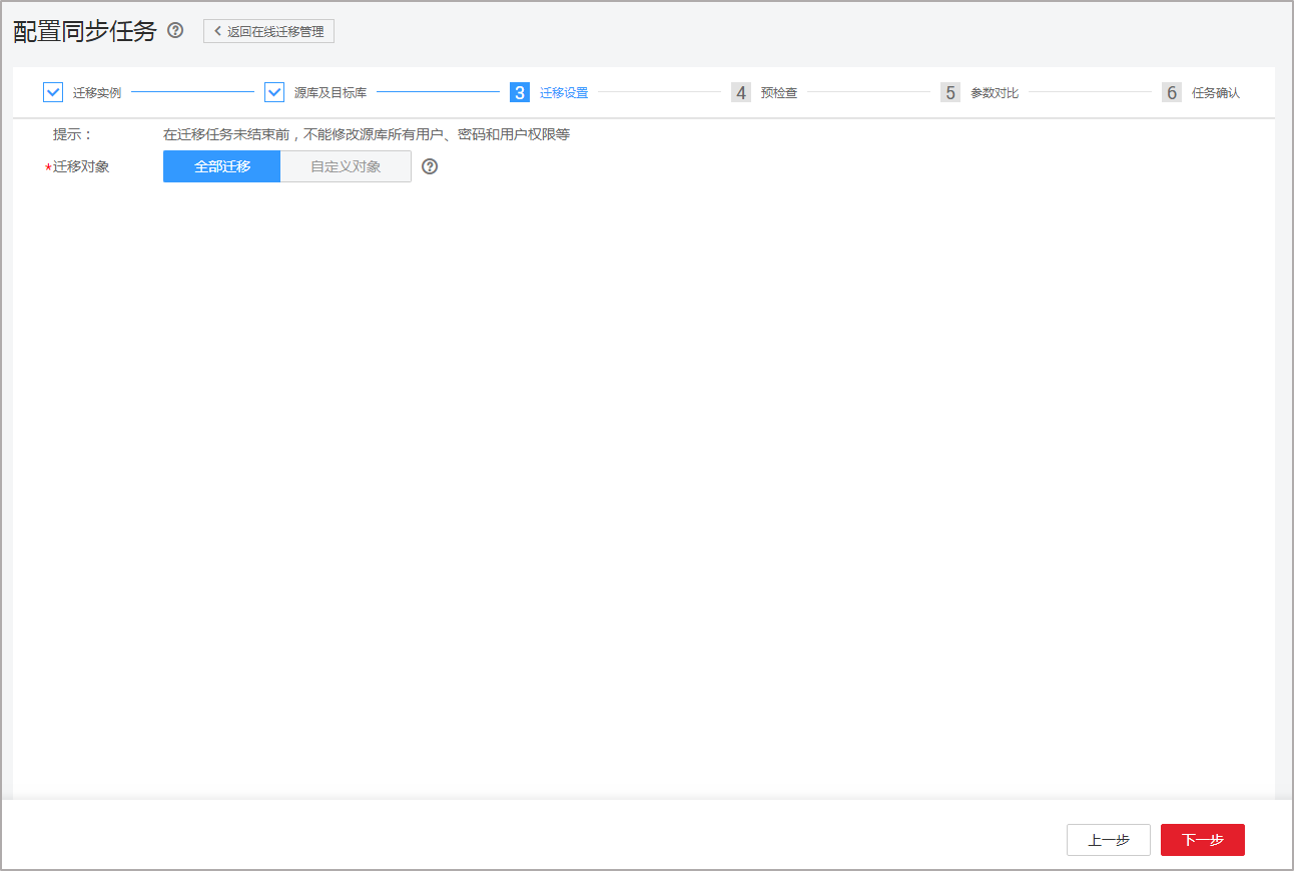 配置同步任务 ? < 返回在线迁移管理
迁移实例 源库及目标库 3 迁移设置 4 预检查 5 参数对比 6 任务确认
提示： 在迁移任务未结束前，不能修改源库所有用户、密码和用户权限等
*迁移对象 全部迁移 自定义对象 ?
上一步 下一步